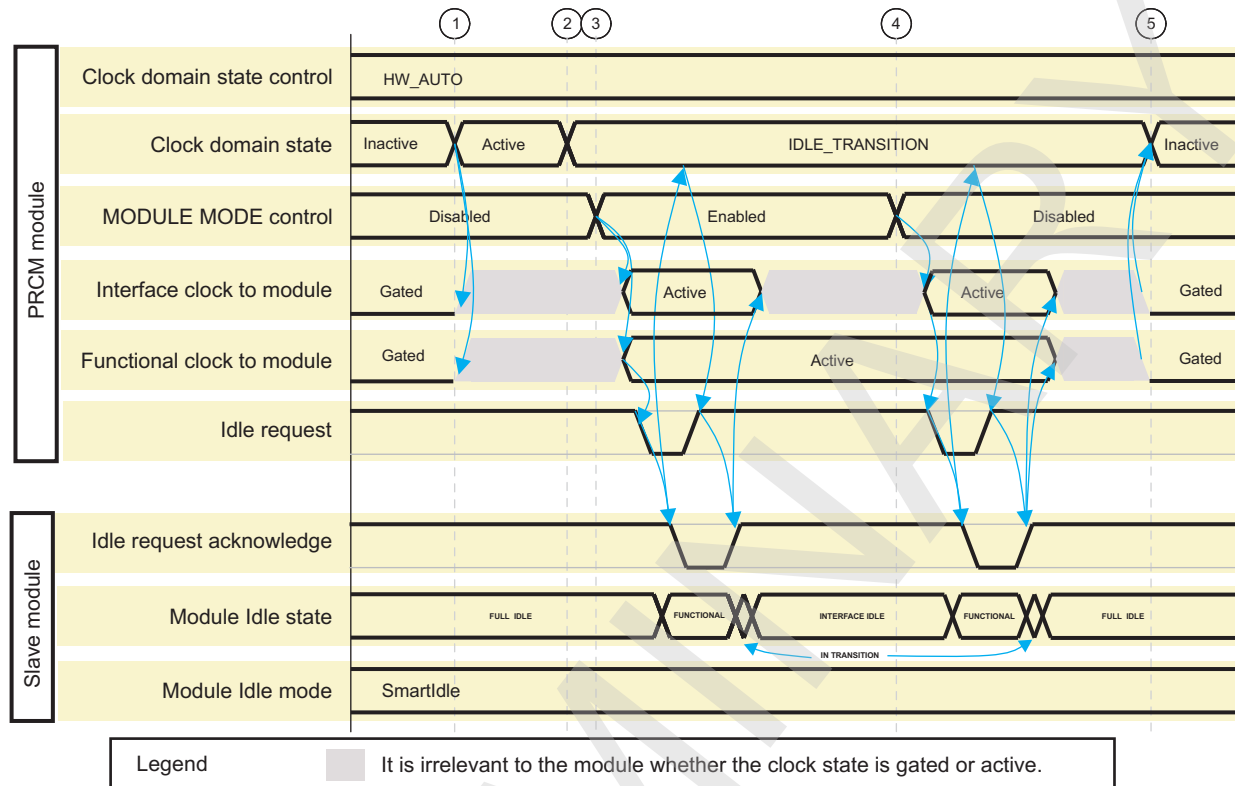 1 2 3 4 5
PRCM module
Clock domain state control HW_AUTO
Clock domain state Inactive Active IDLE_TRANSITION Inactive
MODULE MODE control Disabled Enabled Disabled
Interface clock to module Gated Active Active Gated
Functional clock to module Gated Active Gated
Idle request
Slave module
Idle request acknowledge
Module Idle state FULL IDLE FUNCTIONAL INTERFACE IDLE FUNCTIONAL FULL IDLE
IN TRANSITION
Module Idle mode SmartIdle
Legend It is irrelevant to the module whether the clock state is gated or active.
MINARY